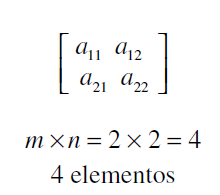 a₁₁ a₁₂
a₂₁ a₂₂
m × n = 2 × 2 = 4
4 elementos